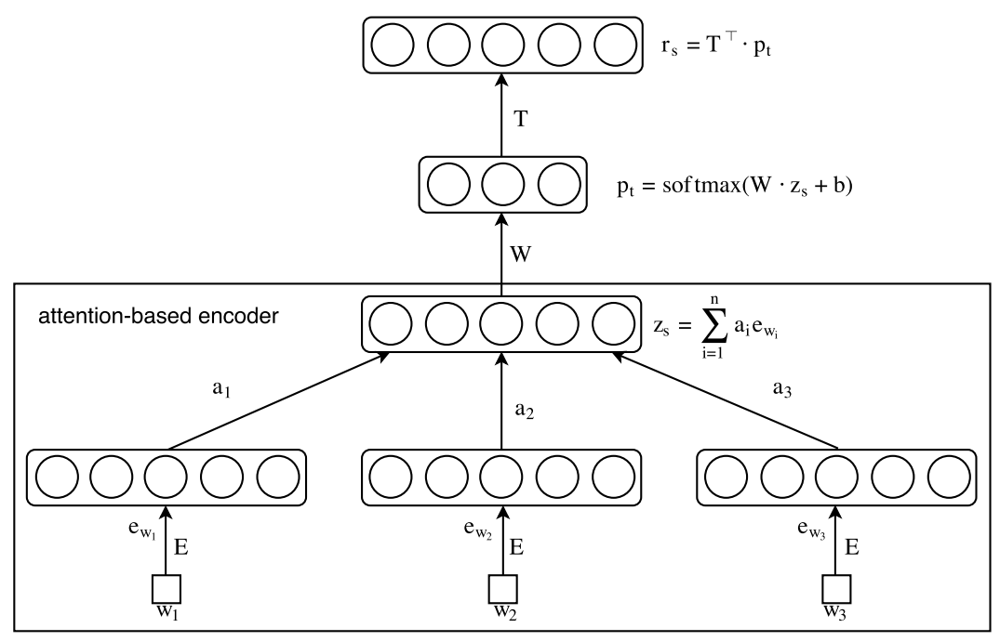 r_s = T^⊤ · p_t
T
p_t = softmax(W · z_s + b)
W
attention-based encoder
z_s = ∑_{i=1}^{n} a_i e_{w_i}
a_1
a_2
a_3
e_{w_1}
E
e_{w_2}
E
e_{w_3}
E
w_1
w_2
w_3